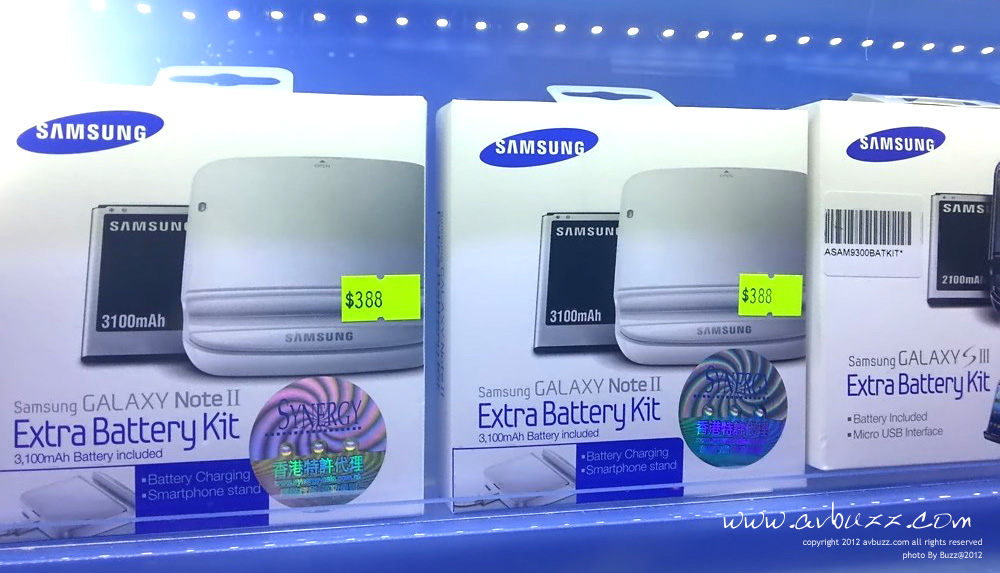 SAMSUNG
OPEN
SAMSUNG
3100mAh
$388
SAMSUNG
Samsung GALAXY Note II
Extra Battery Kit
3,100mAh Battery included
Battery Charging
Smartphone stand
SYNERGY
香港特許代理
SAMSUNG
OPEN
SAMSUNG
3100mAh
$388
SAMSUNG
Samsung GALAXY Note II
Extra Battery Kit
3,100mAh Battery included
Battery Charging
Smartphone stand
SYNERGY
香港特許代理
SAMSUNG
ASAM9300BATKIT*
SAMS
2100mA
Samsung GALAXY S III
Extra Battery Kit
Battery Included
Micro USB Interface
www.avbuzz.com
copyright 2012 avbuzz.com all rights reserved
photo By Buzz@2012